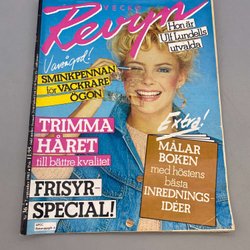 VECKO
Revyn
Hon är
Ulf Lundells
utvalda
Vårängel!
SMINKPENNAN
för VACKRARE
ÖGON
TRIMMA
HÅRET
till bättre kvalitet
Extra!
MÅLAR
BOKEN
med höstens
bästa
INREDNINGS-
IDÉER
FRISYR-
SPECIAL!